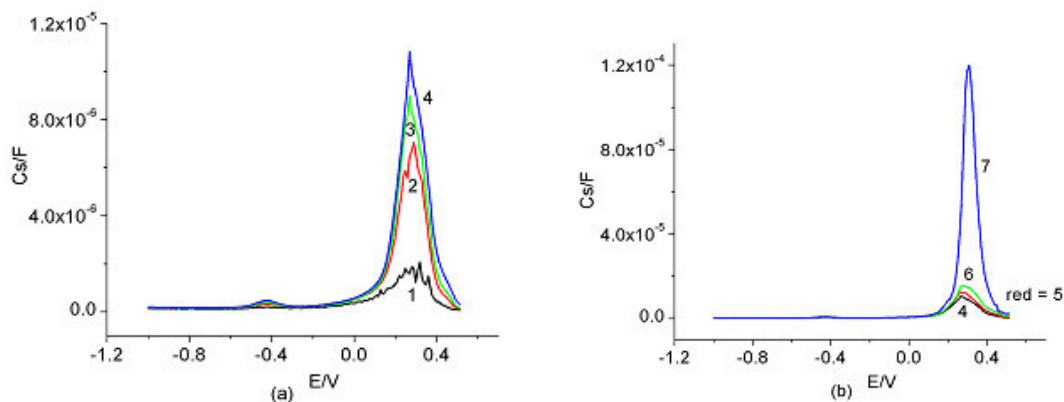 1.2x10⁻⁵
8.0x10⁻⁶
4.0x10⁻⁶
0.0
Cs/F
-1.2
-0.8
-0.4
0.0
0.4
E/V
(a)
4
3
2
1
1.2x10⁻⁴
8.0x10⁻⁵
4.0x10⁻⁵
0.0
Cs/F
-1.2
-0.8
-0.4
0.0
0.4
E/V
(b)
7
6
red = 5
4